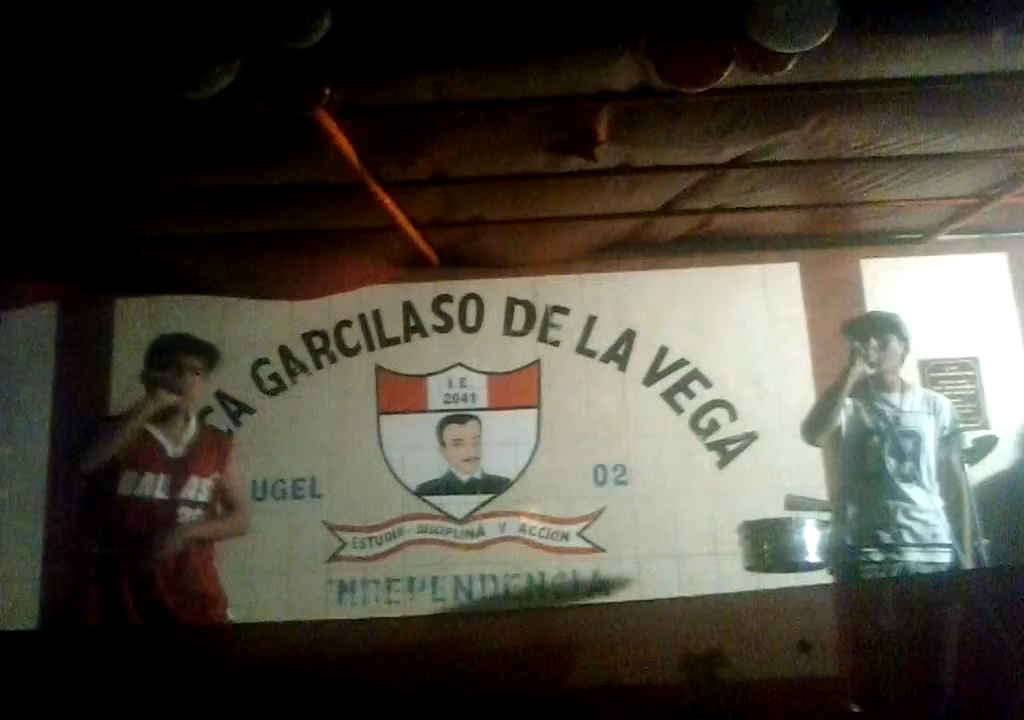 CA GARCILASO DE LA VEGA
I.E.
2041
UGEL 02
ESTUDIO - DISCIPLINA Y ACCION
INDEPENDENCIA